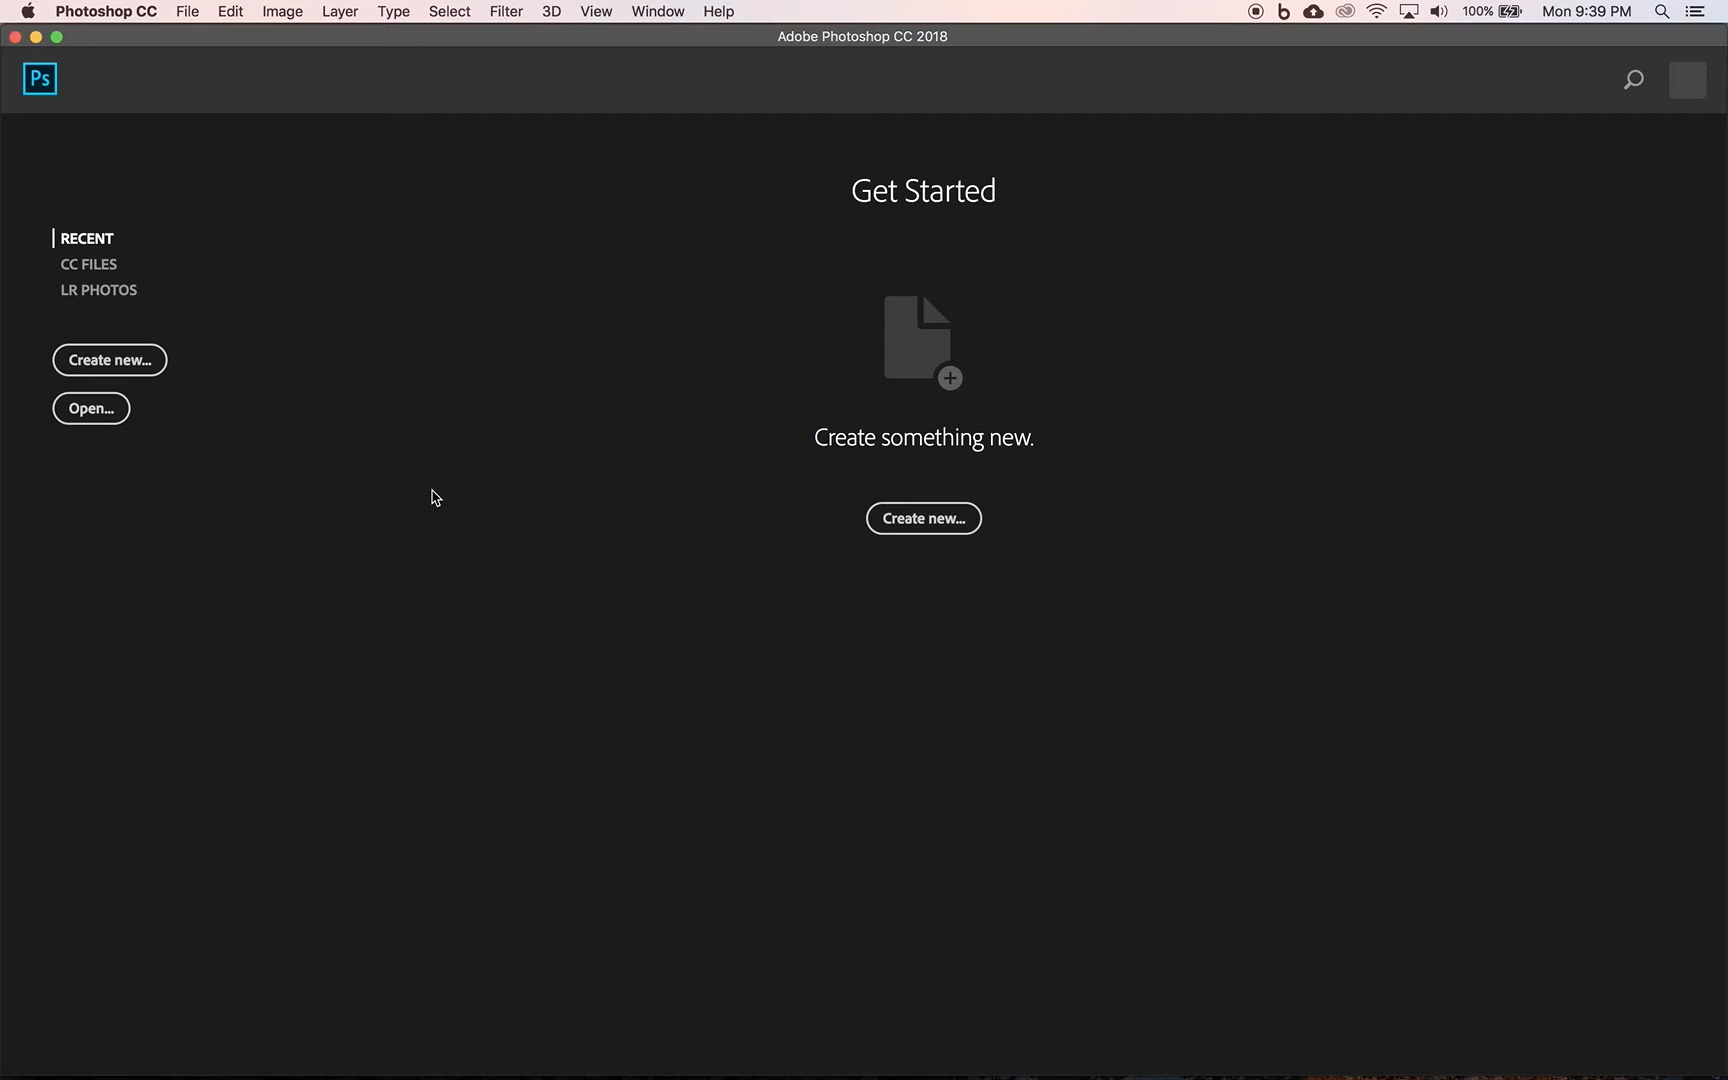 Photoshop CC File Edit Image Layer Type Select Filter 3D View Window Help 100% Mon 9:39 PM
Adobe Photoshop CC 2018
Ps
Get Started
RECENT
CC FILES
LR PHOTOS
Create new...
Open...
Create something new.
Create new...